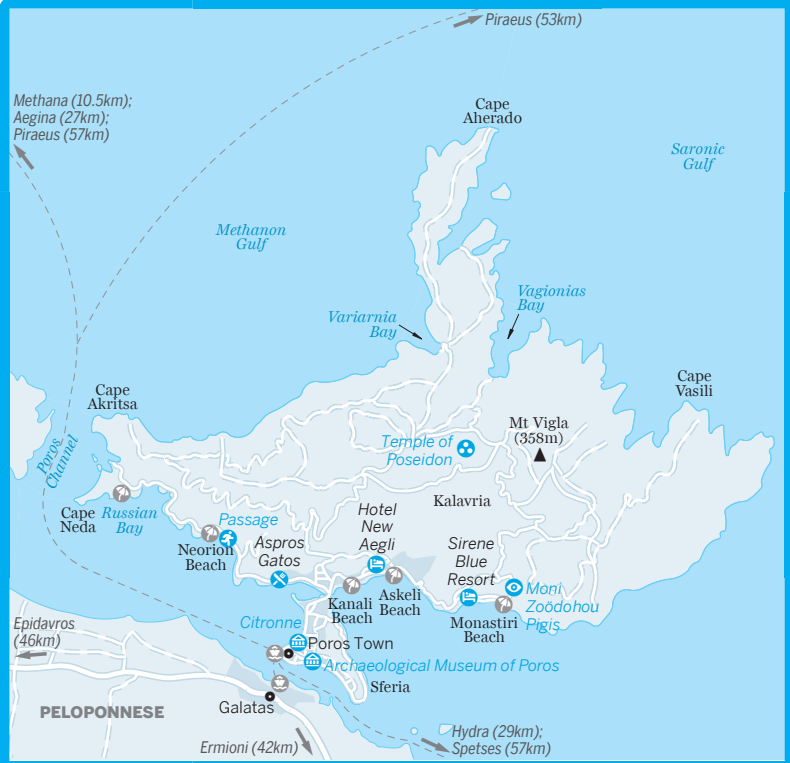 Piraeus (53km)
Methana (10.5km);
Aegina (27km);
Piraeus (57km)
Cape
Aherado
Saronic
Gulf
Methanon
Gulf
Vagionias
Bay
Variarnia
Bay
Cape
Akritsa
Cape
Vasili
Mt Vigla
(358m)
Temple of
Poseidon
Poros
Channel
Kalavria
Cape
Neda
Russian
Bay
Passage
Neorion
Beach
Aspros
Gatos
Hotel
New
Aegli
Sirene
Blue
Resort
Kanali
Beach
Askeli
Beach
Monastiri
Beach
Moni
Zoödohou
Pigis
Epidavros
(46km)
Citronne
Poros Town
Archaeological Museum of Poros
Sferia
Galatas
PELOPONNESE
Ermioni (42km)
Hydra (29km);
Spetses (57km)